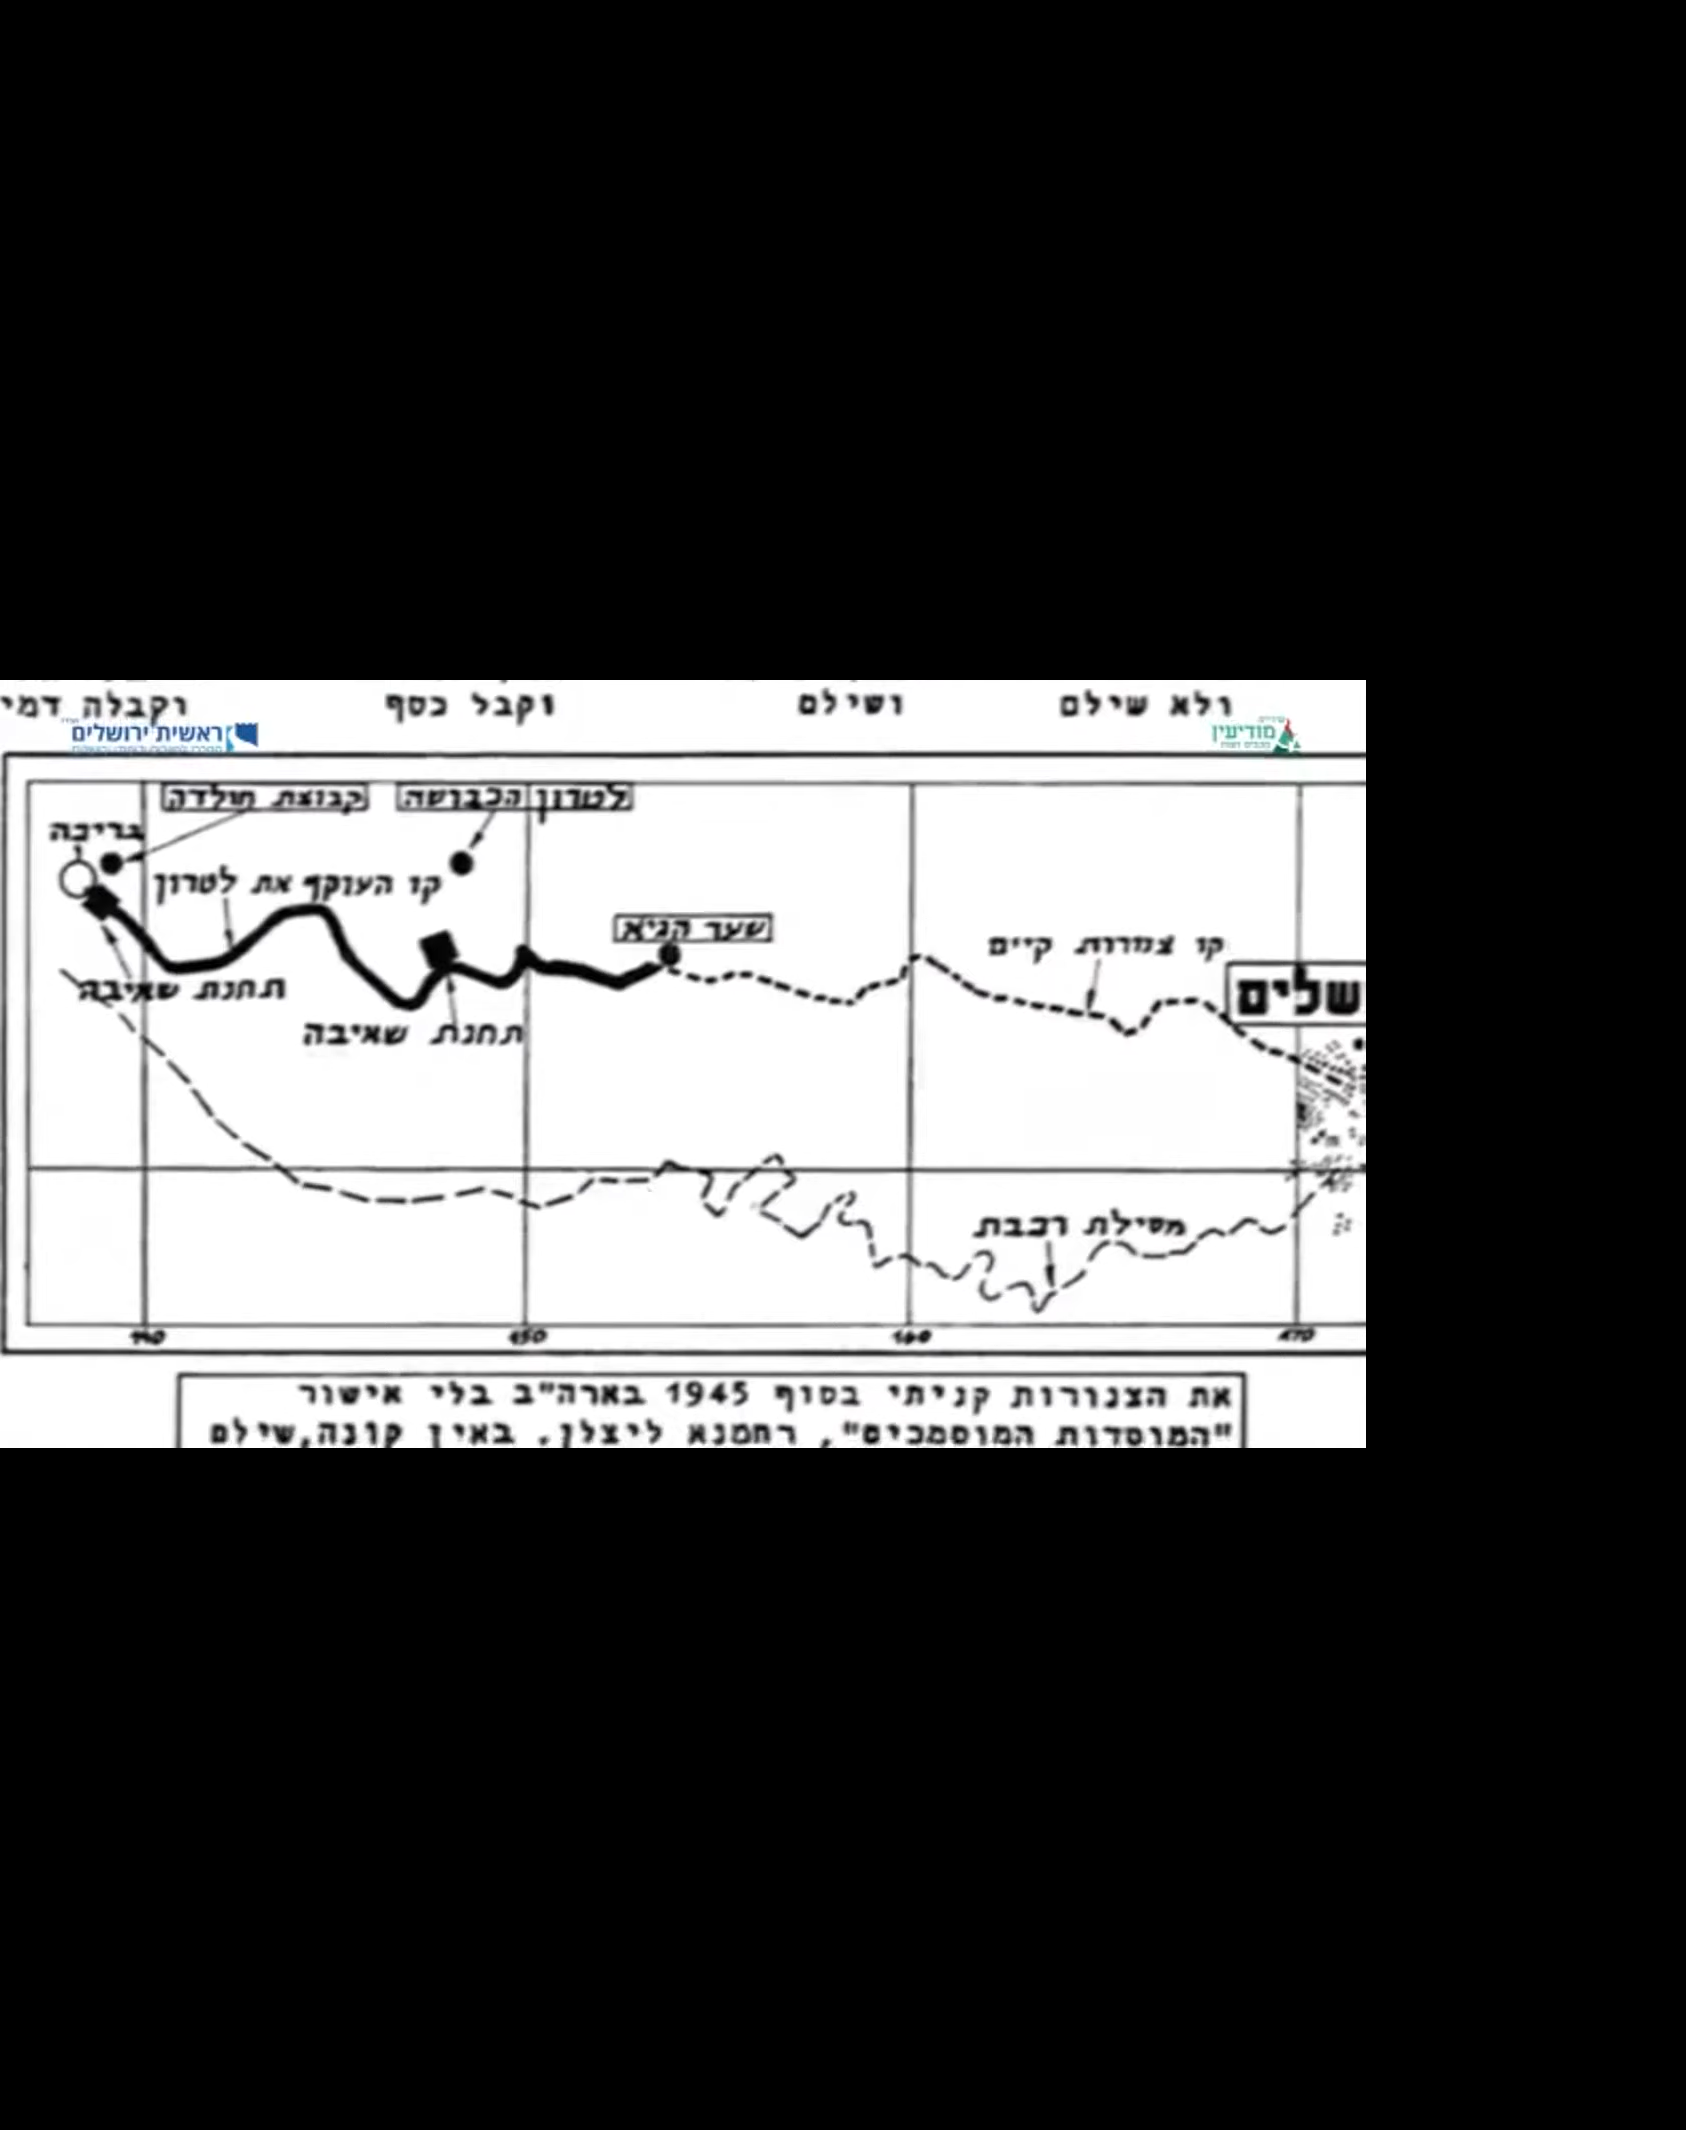 ולא שילם ושילם וקבל כסף וקבלה דמי
ראשית ירושלים
מודיעין
קבוצת חולדה
לטרון הכבושה
בריכה
קו העוקף את לטרון
שער הגיא
קו צנורות קיים
שלים
תחנת שאיבה
תחנת שאיבה
מסילת רכבת
140 150 160 170
את הצנורות קניתי בסוף 1945 בארה"ב בלי אישור
"המוסדות המוסמכים", רחמנא ליצלן. באין קונה, שילם